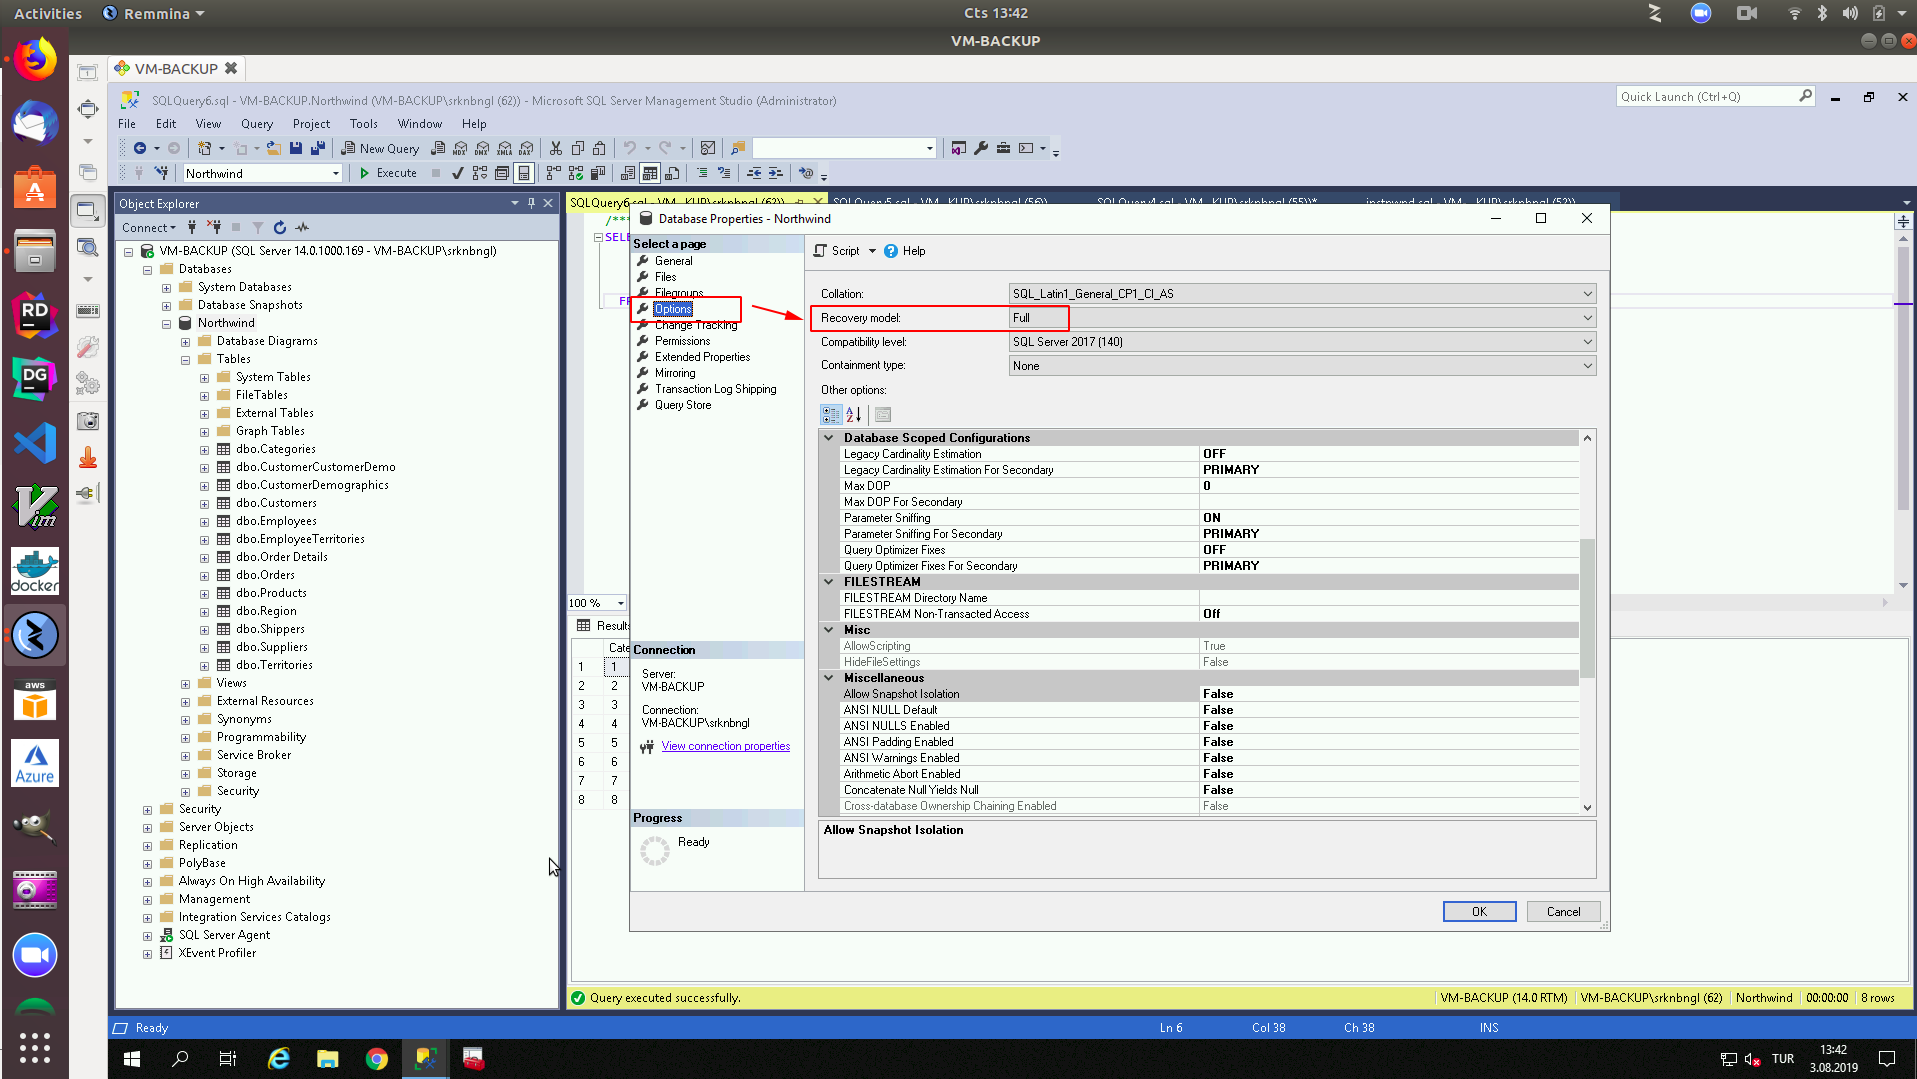 Activities
Remmina
Cts 13:42
VM-BACKUP
VM-BACKUP
SQLQuery6.sql - VM-BACKUP.Northwind (VM-BACKUP\srknbngl (62)) - Microsoft SQL Server Management Studio (Administrator)
Quick Launch (Ctrl+Q)
File Edit View Query Project Tools Window Help
New Query MDX DMX XMLA DAX
Northwind
Execute
Object Explorer
Connect
VM-BACKUP (SQL Server 14.0.1000.169 - VM-BACKUP\srknbngl)
Databases
System Databases
Database Snapshots
Northwind
Database Diagrams
Tables
System Tables
FileTables
External Tables
Graph Tables
dbo.Categories
dbo.CustomerCustomerDemo
dbo.CustomerDemographics
dbo.Customers
dbo.Employees
dbo.EmployeeTerritories
dbo.Order Details
dbo.Orders
dbo.Products
dbo.Region
dbo.Shippers
dbo.Suppliers
dbo.Territories
Views
External Resources
Synonyms
Programmability
Service Broker
Storage
Security
Security
Server Objects
Replication
PolyBase
Always On High Availability
Management
Integration Services Catalogs
SQL Server Agent
XEvent Profiler
SQLQuery6.sql - VM-...KUP\srknbngl (62))
SQLQuery5.sql - VM-...KUP\srknbngl (56)
SQLQuery4.sql - VM-...KUP\srknbngl (55))*
instnwnd.sql - VM-...KUP\srknbngl (52))
/***
SELE
FR
100 %
Results
Cate
1 1
2 2
3 3
4 4
5 5
6 6
7 7
8 8
Database Properties - Northwind
Select a page
General
Files
Filegroups
Options
Change Tracking
Permissions
Extended Properties
Mirroring
Transaction Log Shipping
Query Store
Connection
Server:
VM-BACKUP
Connection:
VM-BACKUP\srknbngl
View connection properties
Progress
Ready
Script
Help
Collation: SQL_Latin1_General_CP1_CI_AS
Recovery model: Full
Compatibility level: SQL Server 2017 (140)
Containment type: None
Other options:
Database Scoped Configurations
Legacy Cardinality Estimation OFF
Legacy Cardinality Estimation For Secondary PRIMARY
Max DOP 0
Max DOP For Secondary
Parameter Sniffing ON
Parameter Sniffing For Secondary PRIMARY
Query Optimizer Fixes OFF
Query Optimizer Fixes For Secondary PRIMARY
FILESTREAM
FILESTREAM Directory Name
FILESTREAM Non-Transacted Access Off
Misc
AllowScripting True
HideFileSettings False
Miscellaneous
Allow Snapshot Isolation False
ANSI NULL Default False
ANSI NULLS Enabled False
ANSI Padding Enabled False
ANSI Warnings Enabled False
Arithmetic Abort Enabled False
Concatenate Null Yields Null False
Cross-database Ownership Chaining Enabled False
Allow Snapshot Isolation
OK
Cancel
Query executed successfully.
VM-BACKUP (14.0 RTM) VM-BACKUP\srknbngl (62) Northwind 00:00:00 8 rows
Ready
Ln 6
Col 38
Ch 38
INS
TUR
13:42
3.08.2019
RD
DG
Vim
docker
aws
Azure